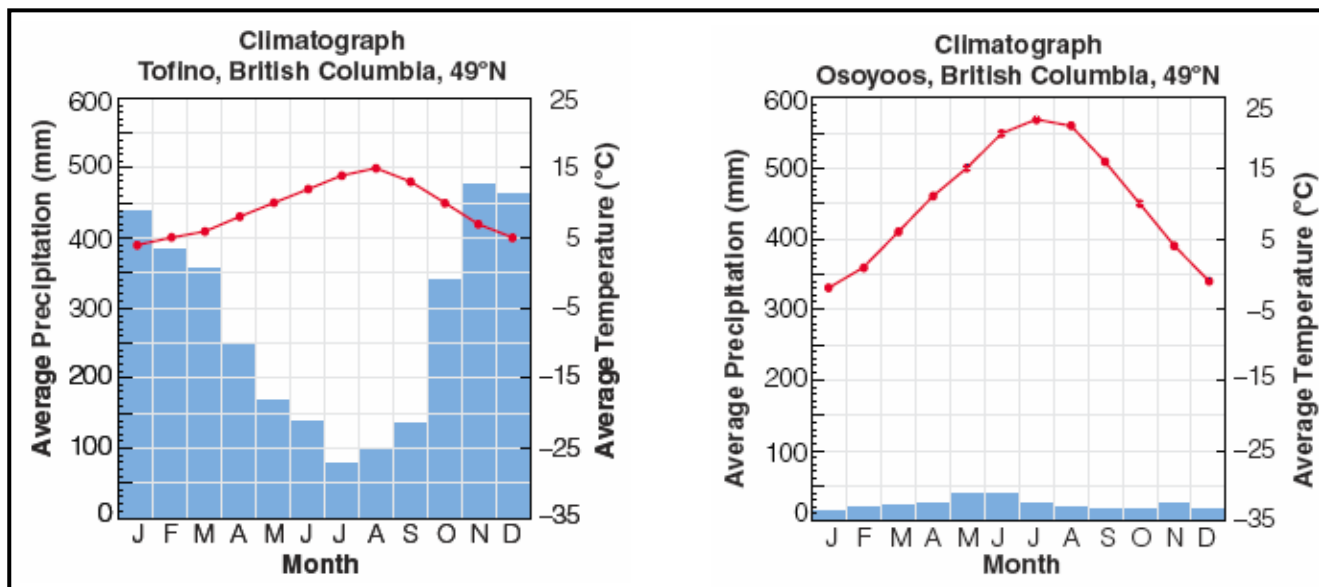 Climatograph
Tofino, British Columbia, 49°N
Average Precipitation (mm)
600
500
400
300
200
100
0
25
15
5
−5
−15
−25
−35
Average Temperature (°C)
J F M A M J J A S O N D
Month
Climatograph
Osoyoos, British Columbia, 49°N
Average Precipitation (mm)
600
500
400
300
200
100
0
25
15
5
−5
−15
−25
−35
Average Temperature (°C)
J F M A M J J A S O N D
Month